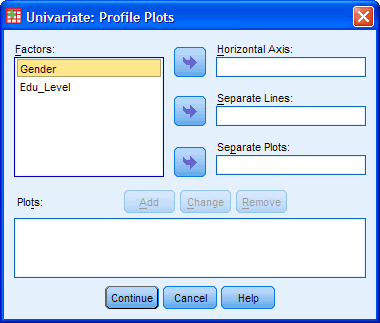 Univariate: Profile Plots
Factors:
Gender
Edu_Level
Horizontal Axis:
Separate Lines:
Separate Plots:
Plots:
Add
Change
Remove
Continue
Cancel
Help